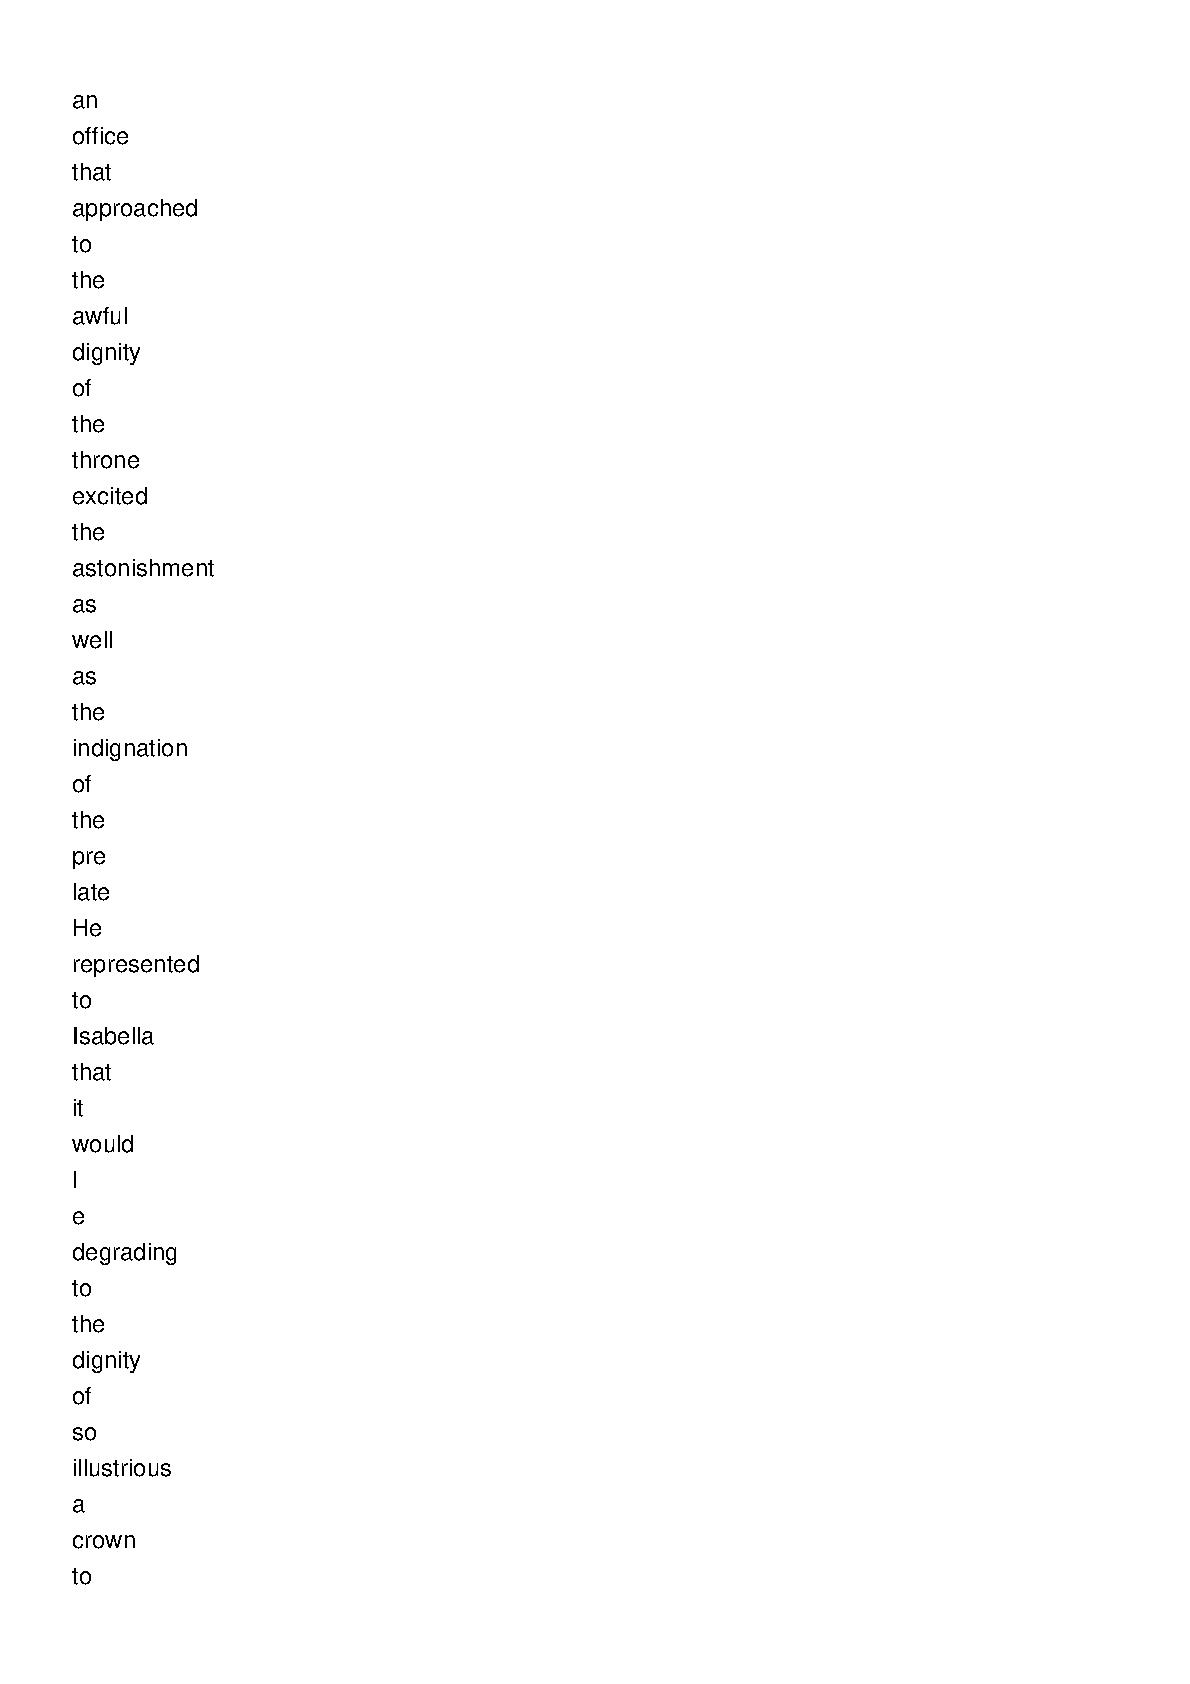 an
office
that
approached
to
the
awful
dignity
of
the
throne
excited
the
astonishment
as
well
as
the
indignation
of
the
pre
late
He
represented
to
Isabella
that
it
would
l
e
degrading
to
the
dignity
of
so
illustrious
a
crown
to